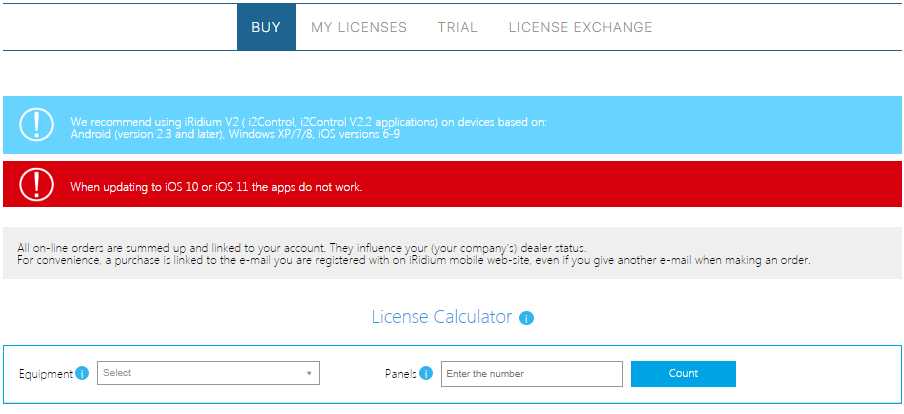 BUY MY LICENSES TRIAL LICENSE EXCHANGE
We recommend using iRidium V2 ( i2Control, i2Control V2.2 applications) on devices based on:
Android (version 2.3 and later), Windows XP/7/8, iOS versions 6-9
When updating to iOS 10 or iOS 11 the apps do not work.
All on-line orders are summed up and linked to your account. They influence your (your company's) dealer status.
For convenience, a purchase is linked to the e-mail you are registered with on iRidium mobile web-site, even if you give another e-mail when making an order.
License Calculator i
Equipment i Select Panels i Enter the number Count